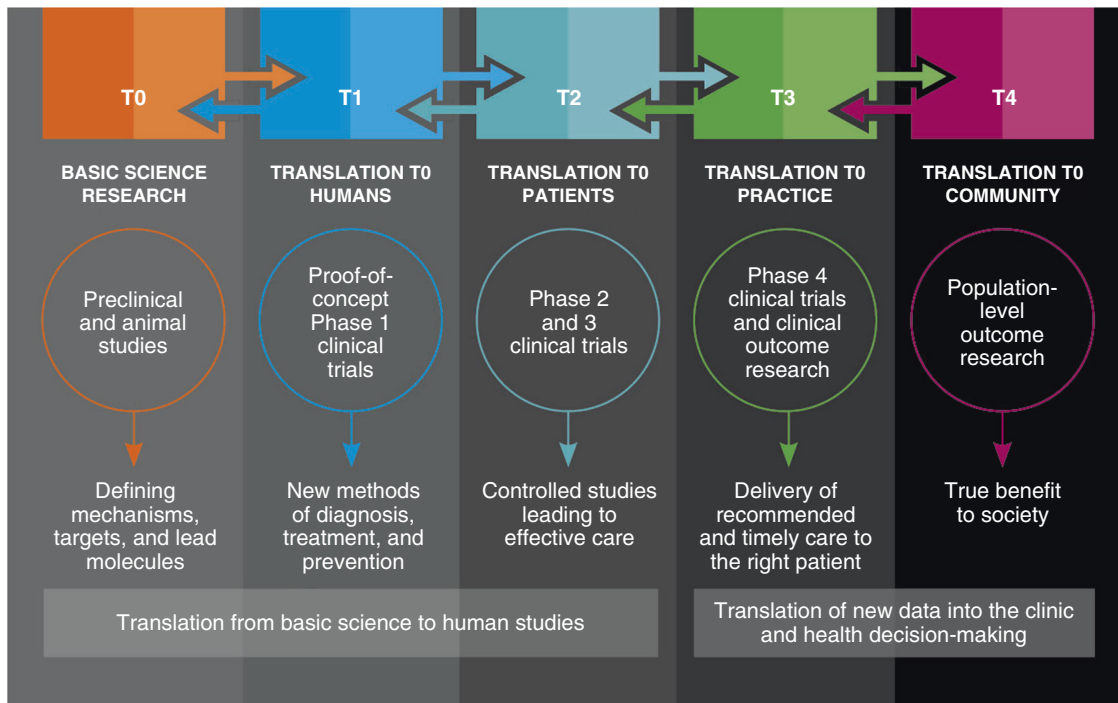 T0
T1
T2
T3
T4
BASIC SCIENCE
RESEARCH
TRANSLATION T0
HUMANS
TRANSLATION T0
PATIENTS
TRANSLATION T0
PRACTICE
TRANSLATION T0
COMMUNITY
Preclinical
and animal
studies
Proof-of-
concept
Phase 1
clinical
trials
Phase 2
and 3
clinical trials
Phase 4
clinical trials
and clinical
outcome
research
Population-
level
outcome
research
Defining
mechanisms,
targets, and lead
molecules
New methods
of diagnosis,
treatment, and
prevention
Controlled studies
leading to
effective care
Delivery of
recommended
and timely care to
the right patient
True benefit
to society
Translation from basic science to human studies
Translation of new data into the clinic
and health decision-making